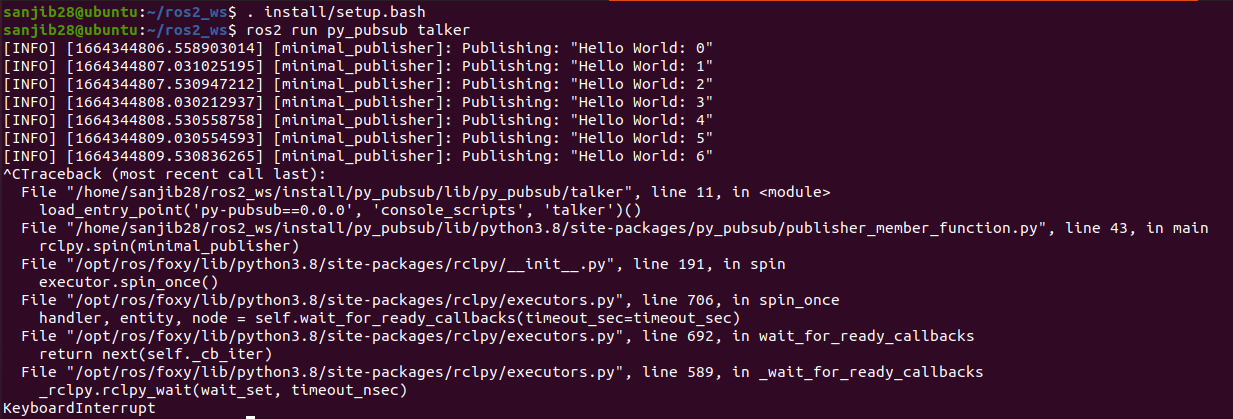 sanjib28@ubuntu:~/ros2_ws$ . install/setup.bash
sanjib28@ubuntu:~/ros2_ws$ ros2 run py_pubsub talker
[INFO] [1664344806.558903014] [minimal_publisher]: Publishing: "Hello World: 0"
[INFO] [1664344807.031025195] [minimal_publisher]: Publishing: "Hello World: 1"
[INFO] [1664344807.530947212] [minimal_publisher]: Publishing: "Hello World: 2"
[INFO] [1664344808.030212937] [minimal_publisher]: Publishing: "Hello World: 3"
[INFO] [1664344808.530558758] [minimal_publisher]: Publishing: "Hello World: 4"
[INFO] [1664344809.030554593] [minimal_publisher]: Publishing: "Hello World: 5"
[INFO] [1664344809.530836265] [minimal_publisher]: Publishing: "Hello World: 6"
^CTraceback (most recent call last):
  File "/home/sanjib28/ros2_ws/install/py_pubsub/lib/py_pubsub/talker", line 11, in <module>
    load_entry_point('py-pubsub==0.0.0', 'console_scripts', 'talker')()
  File "/home/sanjib28/ros2_ws/install/py_pubsub/lib/python3.8/site-packages/py_pubsub/publisher_member_function.py", line 43, in main
    rclpy.spin(minimal_publisher)
  File "/opt/ros/foxy/lib/python3.8/site-packages/rclpy/__init__.py", line 191, in spin
    executor.spin_once()
  File "/opt/ros/foxy/lib/python3.8/site-packages/rclpy/executors.py", line 706, in spin_once
    handler, entity, node = self.wait_for_ready_callbacks(timeout_sec=timeout_sec)
  File "/opt/ros/foxy/lib/python3.8/site-packages/rclpy/executors.py", line 692, in wait_for_ready_callbacks
    return next(self._cb_iter)
  File "/opt/ros/foxy/lib/python3.8/site-packages/rclpy/executors.py", line 589, in _wait_for_ready_callbacks
    _rclpy.rclpy_wait(wait_set, timeout_nsec)
KeyboardInterrupt